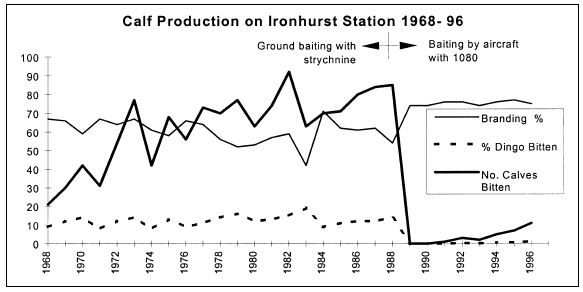 Calf Production on Ironhurst Station 1968- 96
Ground baiting with
strychnine
Baiting by aircraft
with 1080
100
90
80
70
60
50
40
30
20
10
0
Branding %
% Dingo Bitten
No. Calves
Bitten
1968
1970
1972
1974
1976
1978
1980
1982
1984
1986
1988
1990
1992
1994
1996